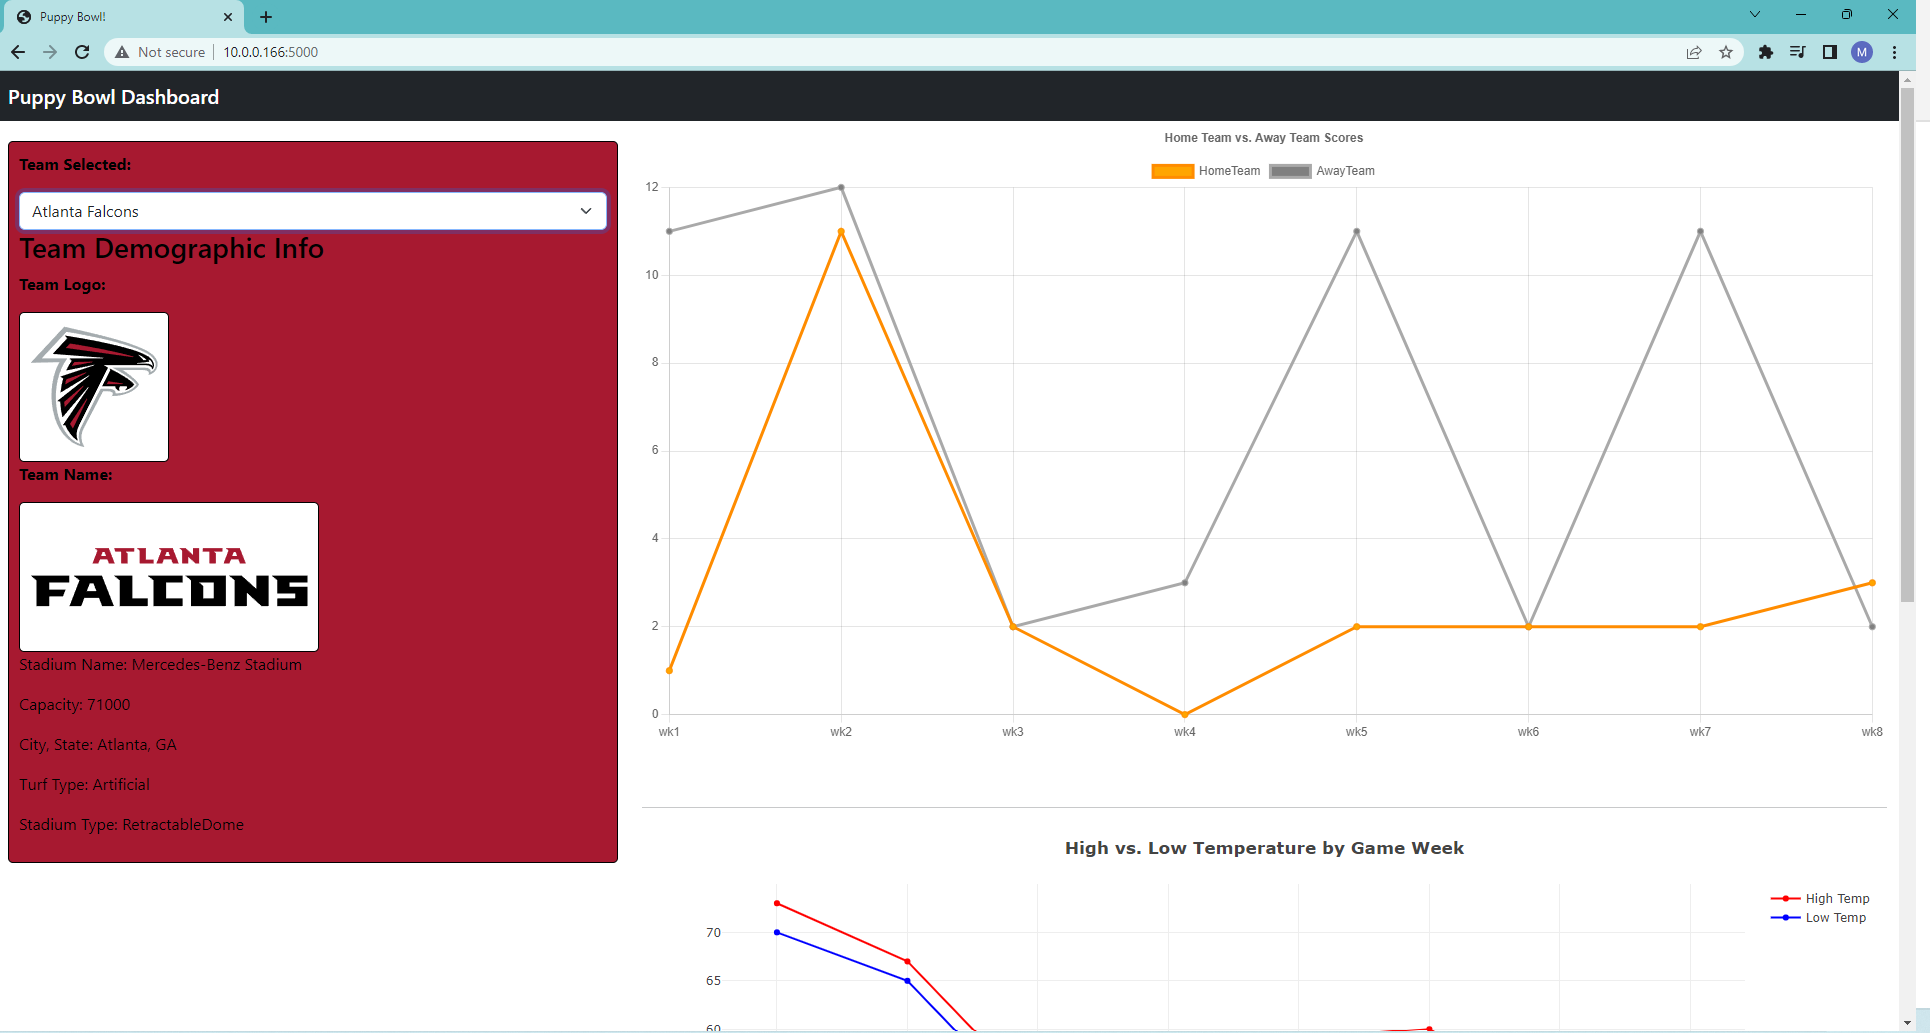 Puppy Bowl!
Not secure
10.0.0.166:5000
M
Puppy Bowl Dashboard
Team Selected:
Atlanta Falcons
Team Demographic Info
Team Logo:
Team Name:
ATLANTA
FALCONS
Stadium Name: Mercedes-Benz Stadium
Capacity: 71000
City, State: Atlanta, GA
Turf Type: Artificial
Stadium Type: RetractableDome
Home Team vs. Away Team Scores
HomeTeam AwayTeam
12
10
8
6
4
2
0
wk1 wk2 wk3 wk4 wk5 wk6 wk7 wk8
High vs. Low Temperature by Game Week
High Temp
Low Temp
70
65
60